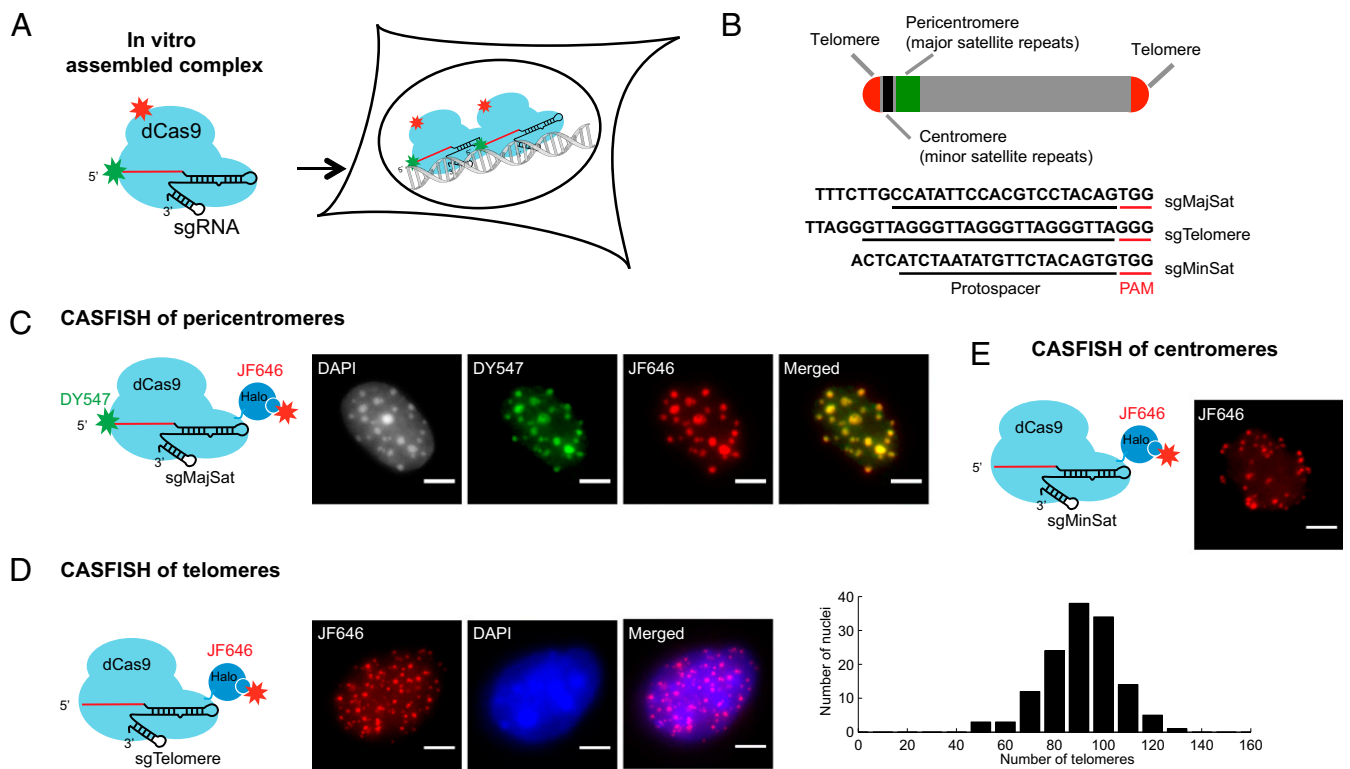 A
In vitro
assembled complex
dCas9
5'
3'
sgRNA
5'
5'
B
Pericentromere
(major satellite repeats)
Telomere
Telomere
Centromere
(minor satellite repeats)
TTTCTTGCCATATTCCACGTCCTACAGTGG sgMajSat
TTAGGGTTAGGGTTAGGGTTAGGGTTAGGG sgTelomere
ACTCATCTAATATGTTCTACAGTGTGG sgMinSat
Protospacer PAM
C CASFISH of pericentromeres
JF646
dCas9
Halo
DY547
5'
3'
sgMajSat
DAPI
DY547
JF646
Merged
E CASFISH of centromeres
JF646
dCas9
Halo
5'
3'
sgMinSat
JF646
D CASFISH of telomeres
JF646
dCas9
Halo
5'
3'
sgTelomere
JF646
DAPI
Merged
Number of nuclei
40
20
0
0 20 40 60 80 100 120 140 160
Number of telomeres